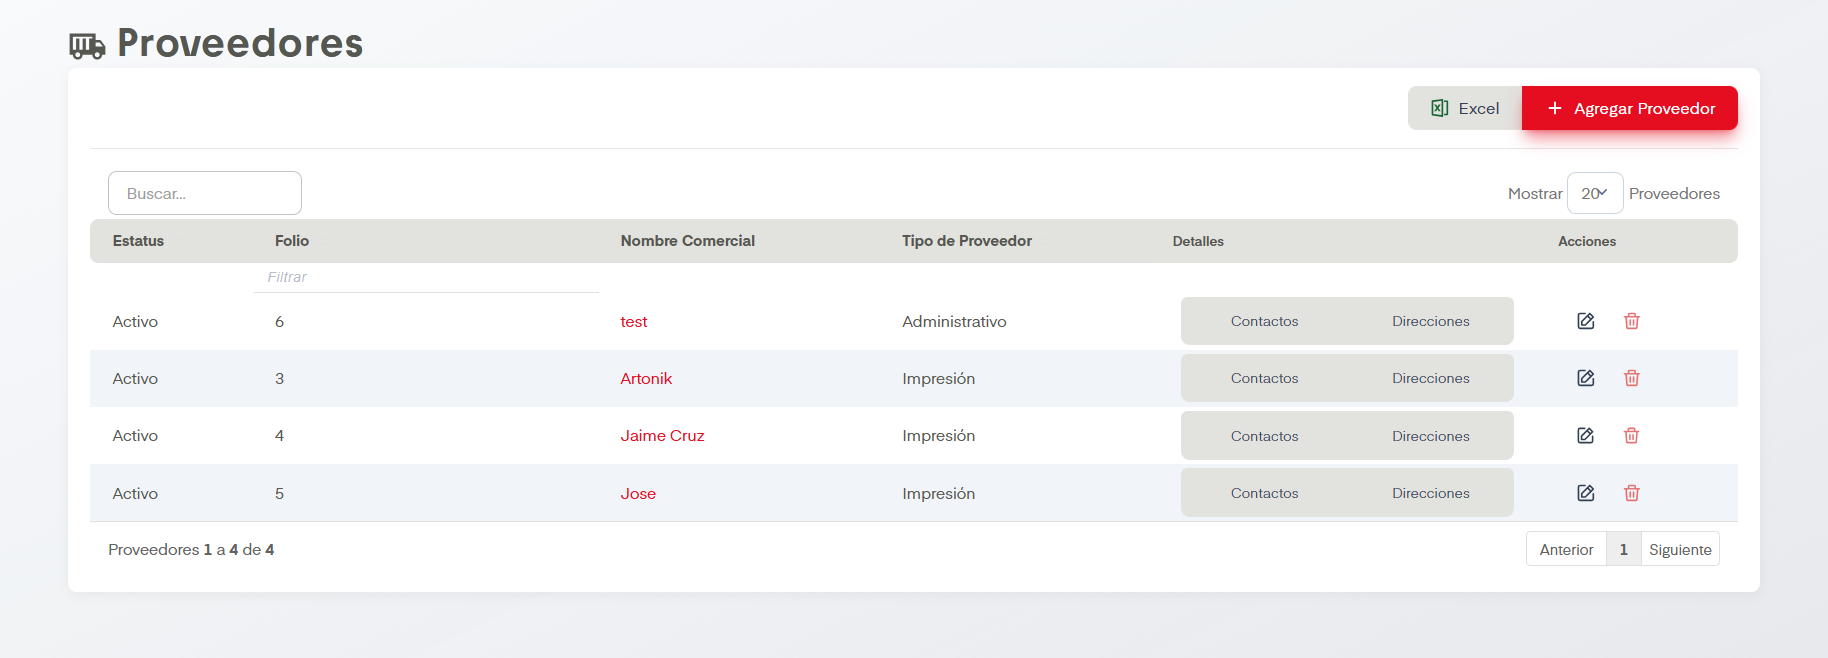 Proveedores
Excel
+ Agregar Proveedor
Buscar...
Mostrar 20 Proveedores
Estatus Folio Nombre Comercial Tipo de Proveedor Detalles Acciones
Filtrar
Activo 6 test Administrativo Contactos Direcciones
Activo 3 Artonik Impresión Contactos Direcciones
Activo 4 Jaime Cruz Impresión Contactos Direcciones
Activo 5 Jose Impresión Contactos Direcciones
Proveedores 1 a 4 de 4
Anterior 1 Siguiente